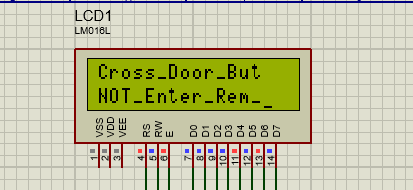 LCD1
LM016L
Cross_Door_But
NOT_Enter_Rem._
VSS
VDD
VEE
RS
RW
E
D0
D1
D2
D3
D4
D5
D6
D7
1
2
3
4
5
6
7
8
9
10
11
12
13
14